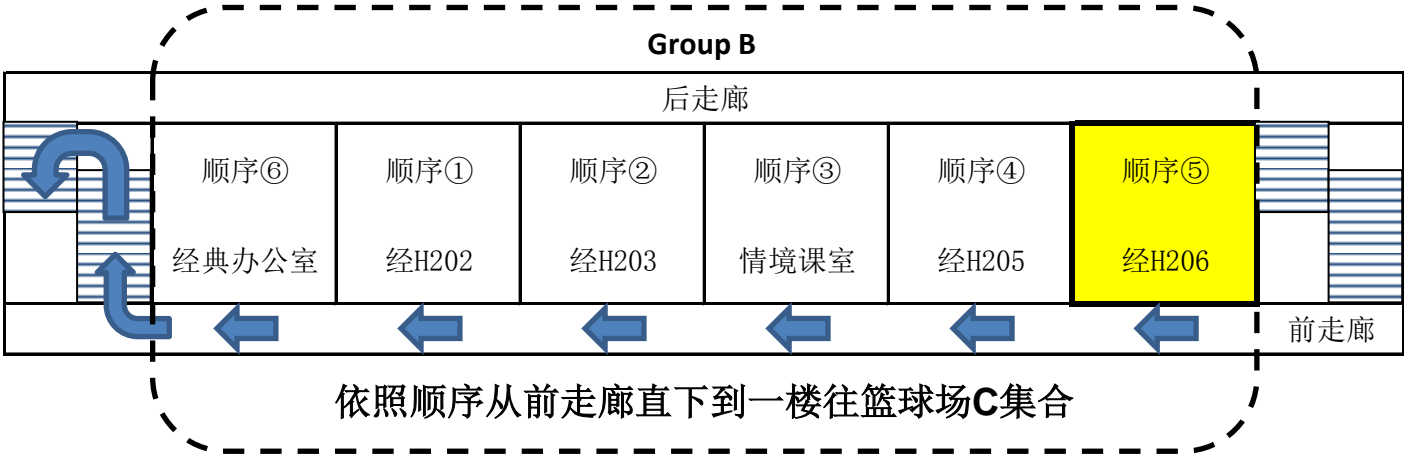 Group B
后走廊
顺序⑥
顺序①
顺序②
顺序③
顺序④
顺序⑤
经典办公室
经H202
经H203
情境课室
经H205
经H206
前走廊
依照顺序从前走廊直下到一楼往篮球场C集合